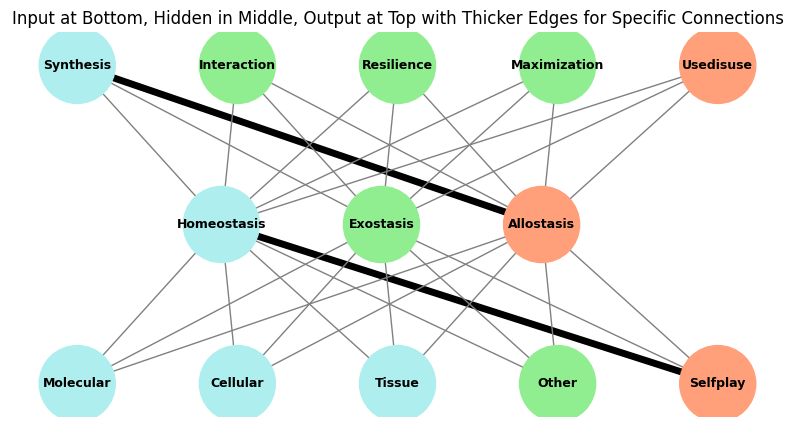 Input at Bottom, Hidden in Middle, Output at Top with Thicker Edges for Specific Connections
Synthesis Interaction Resilience Maximization Usedisuse
Homeostasis Exostasis Allostasis
Molecular Cellular Tissue Other Selfplay